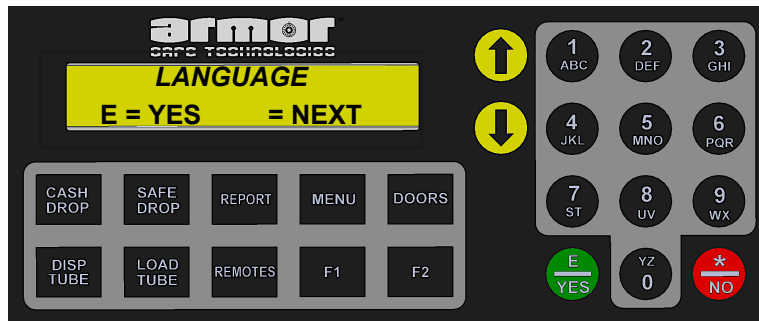 armor
SAFE TECHNOLOGIES
LANGUAGE
E = YES = NEXT
1
ABC
2
DEF
3
GHI
4
JKL
5
MNO
6
PQR
7
ST
8
UV
9
WX
E
YES
YZ
0
*
NO
CASH
DROP
SAFE
DROP
REPORT
MENU
DOORS
DISP
TUBE
LOAD
TUBE
REMOTES
F1
F2